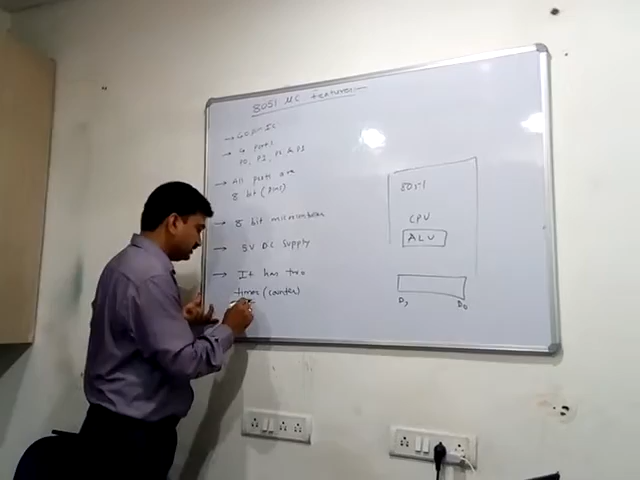 8051 μC features
→ 40 pin IC
→ 4 ports
P0, P1, P2 & P3
→ All ports are
8 bit (pins)
→ 8 bit microcontroller
→ 5V DC supply
→ It has two
timer (counter)
8051
CPU
ALU
D7 D0